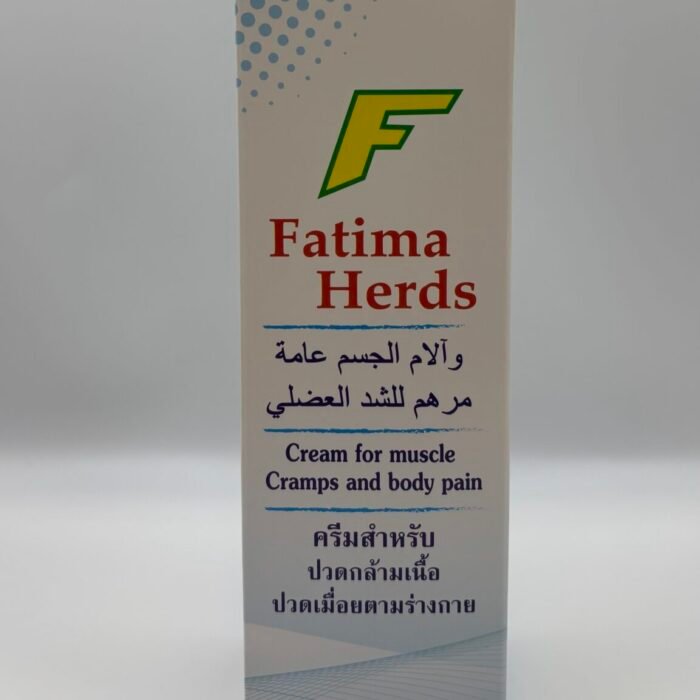 F
Fatima
Herds
وآلام الجسم عامة
مرهم للشد العضلي
Cream for muscle
Cramps and body pain
ครีมสำหรับ
ปวดกล้ามเนื้อ
ปวดเมื่อยตามร่างกาย